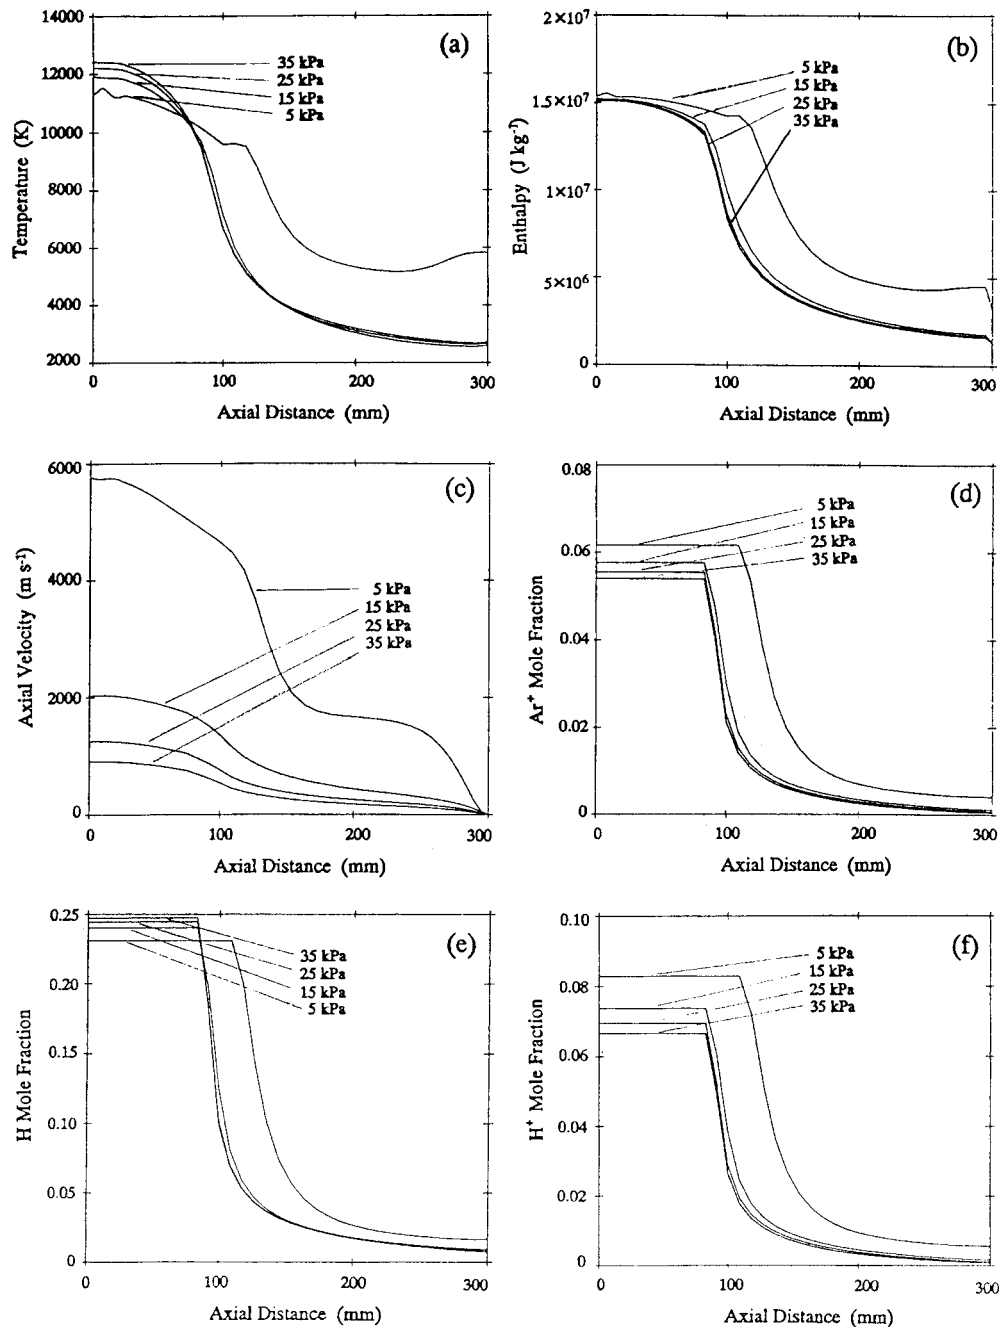 (a)
14000
12000
10000
8000
6000
4000
2000
Temperature (K)
35 kPa
25 kPa
15 kPa
5 kPa
0
100
200
300
Axial Distance (mm)
(b)
2×10⁷
1.5×10⁷
1×10⁷
5×10⁶
0
Enthalpy (J kg⁻¹)
5 kPa
15 kPa
25 kPa
35 kPa
0
100
200
300
Axial Distance (mm)
(c)
6000
4000
2000
0
Axial Velocity (m s⁻¹)
5 kPa
15 kPa
25 kPa
35 kPa
0
100
200
300
Axial Distance (mm)
(d)
0.08
0.06
0.04
0.02
0
Ar⁺ Mole Fraction
5 kPa
15 kPa
25 kPa
35 kPa
0
100
200
300
Axial Distance (mm)
(e)
0.25
0.20
0.15
0.10
0.05
0
H Mole Fraction
35 kPa
25 kPa
15 kPa
5 kPa
0
100
200
300
Axial Distance (mm)
(f)
0.10
0.08
0.06
0.04
0.02
0
H⁺ Mole Fraction
5 kPa
15 kPa
25 kPa
35 kPa
0
100
200
300
Axial Distance (mm)